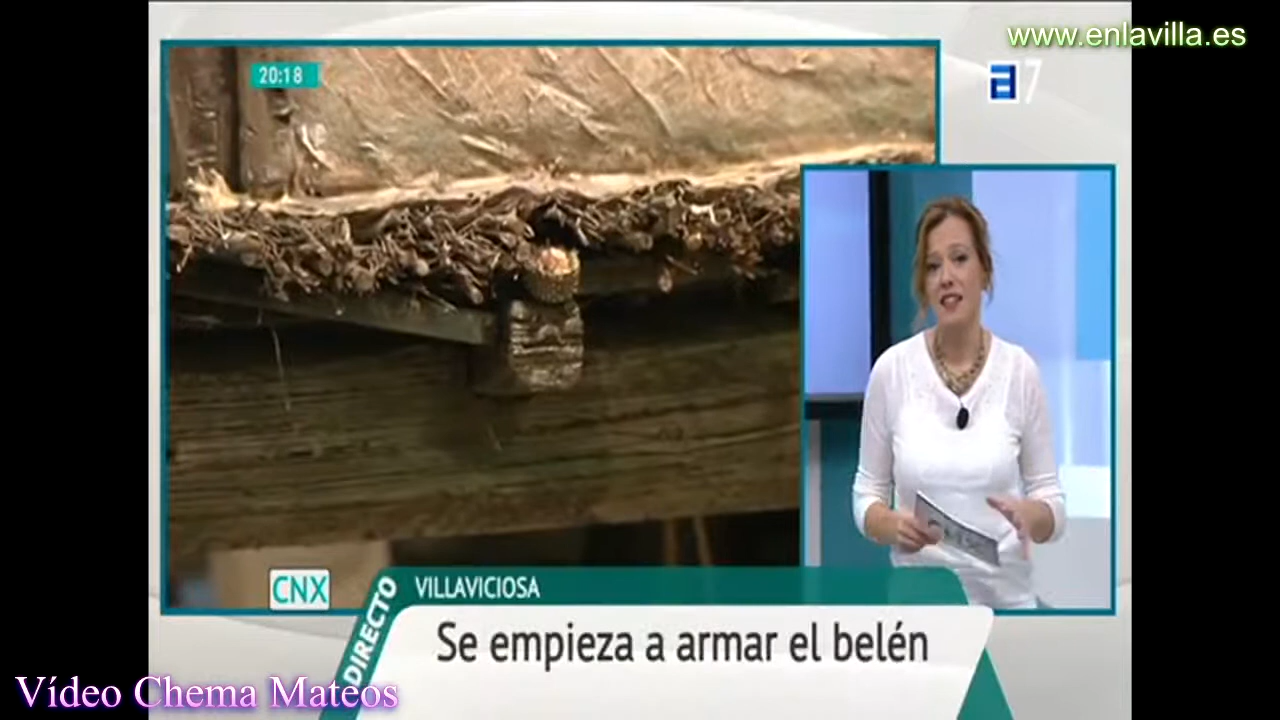 www.enlavilla.es
20:18
a7
CNX
DIRECTO
VILLAVICIOSA
Se empieza a armar el belén
Vídeo Chema Mateos